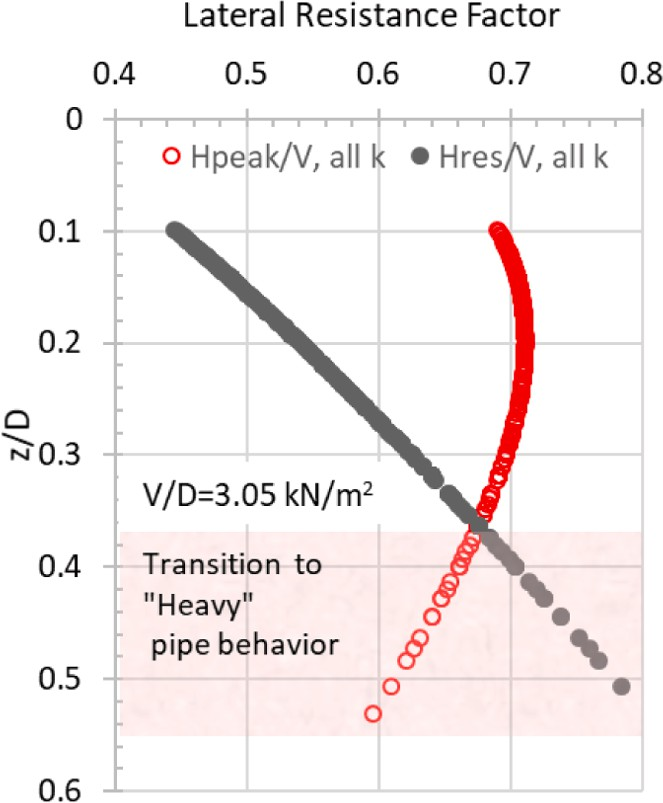 Lateral Resistance Factor
0.4 0.5 0.6 0.7 0.8
0
Hpeak/V, all k Hres/V, all k
0.1
0.2
z/D
0.3
V/D=3.05 kN/m²
Transition to
0.4
"Heavy"
pipe behavior
0.5
0.6